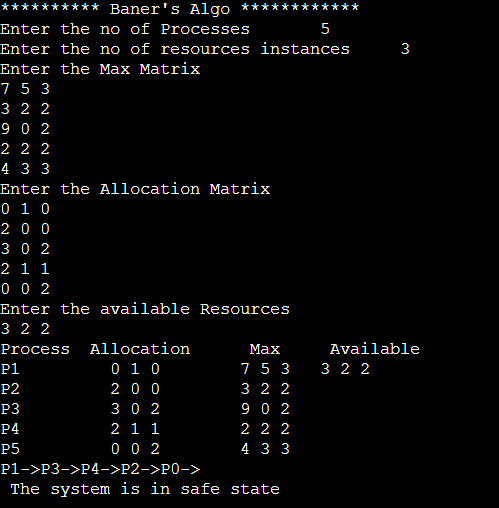 ********** Baner's Algo ************
Enter the no of Processes 5
Enter the no of resources instances 3
Enter the Max Matrix
7 5 3
3 2 2
9 0 2
2 2 2
4 3 3
Enter the Allocation Matrix
0 1 0
2 0 0
3 0 2
2 1 1
0 0 2
Enter the available Resources
3 2 2
Process Allocation Max Available
P1 0 1 0 7 5 3 3 2 2
P2 2 0 0 3 2 2
P3 3 0 2 9 0 2
P4 2 1 1 2 2 2
P5 0 0 2 4 3 3
P1->P3->P4->P2->P0->
The system is in safe state